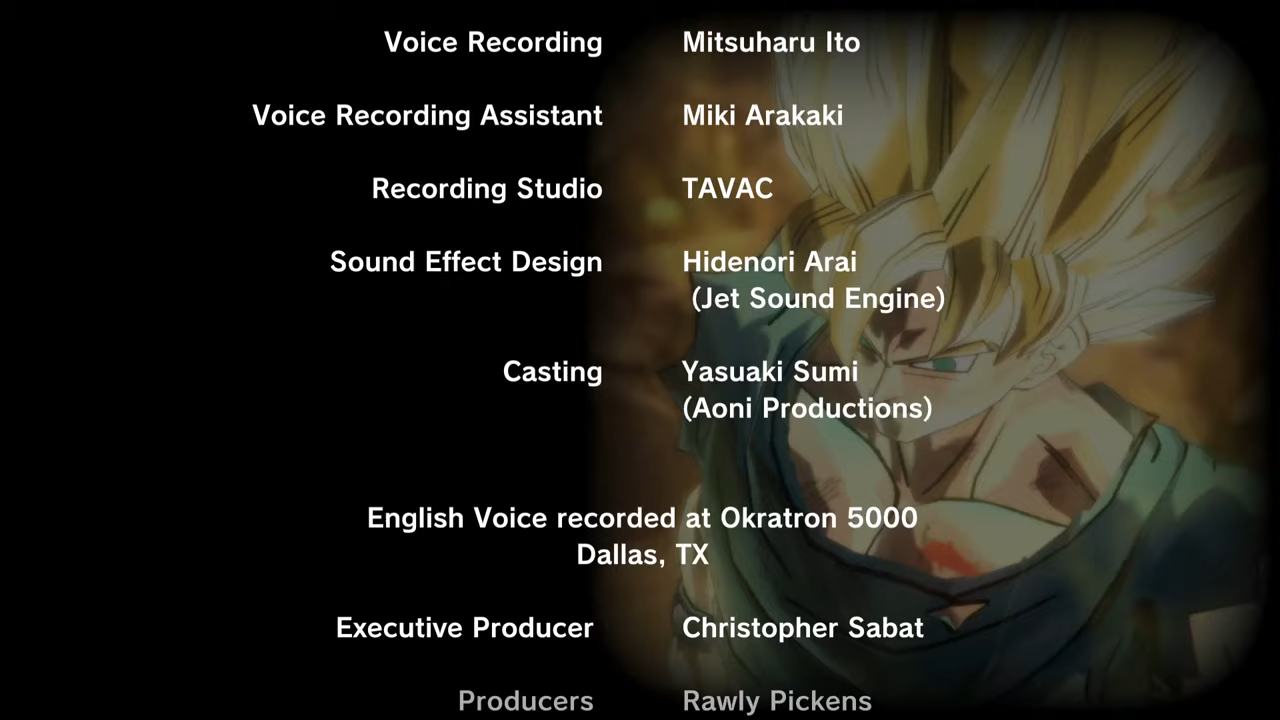 Voice Recording Mitsuharu Ito
Voice Recording Assistant Miki Arakaki
Recording Studio TAVAC
Sound Effect Design Hidenori Arai
(Jet Sound Engine)
Casting Yasuaki Sumi
(Aoni Productions)
English Voice recorded at Okratron 5000
Dallas, TX
Executive Producer Christopher Sabat
Producers Rawly Pickens